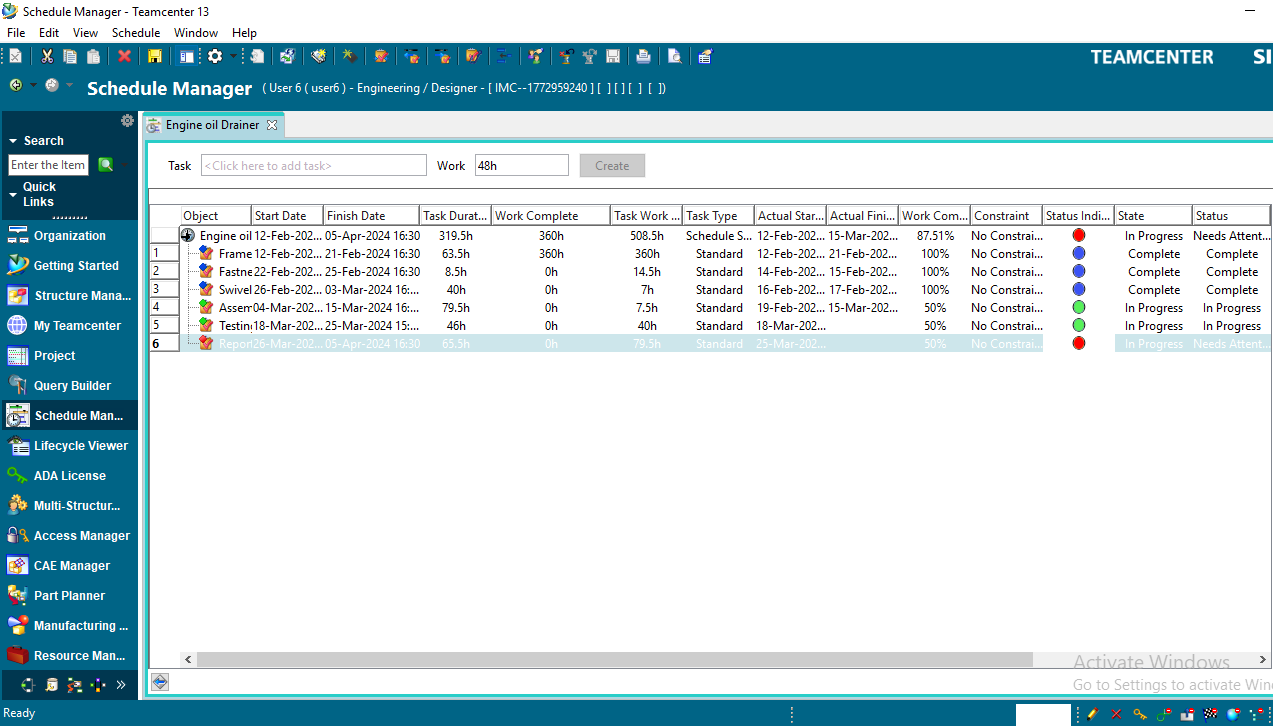 Schedule Manager - Teamcenter 13
File Edit View Schedule Window Help
TEAMCENTER SI
Schedule Manager ( User 6 ( user6 ) - Engineering / Designer - [ IMC--1772959240 ] [ ] [ ] [ ] [ ])
Search
Enter the Item
Quick
Links
Organization
Getting Started
Structure Mana...
My Teamcenter
Project
Query Builder
Schedule Man...
Lifecycle Viewer
ADA License
Multi-Structur...
Access Manager
CAE Manager
Part Planner
Manufacturing ...
Resource Man...
»
Engine oil Drainer
Task <Click here to add task> Work 48h Create
Object Start Date Finish Date Task Durat... Work Complete Task Work ... Task Type Actual Star... Actual Fini... Work Com... Constraint Status Indi... State Status
Engine oil 12-Feb-202... 05-Apr-2024 16:30 319.5h 360h 508.5h Schedule S... 12-Feb-202... 15-Mar-202... 87.51% No Constrai... In Progress Needs Attent...
1 Frame 12-Feb-202... 21-Feb-2024 16:30 63.5h 360h 360h Standard 12-Feb-202... 21-Feb-202... 100% No Constrai... Complete Complete
2 Fastne 22-Feb-202... 25-Feb-2024 16:30 8.5h 0h 14.5h Standard 14-Feb-202... 15-Feb-202... 100% No Constrai... Complete Complete
3 Swivel 26-Feb-202... 03-Mar-2024 16:... 40h 0h 7h Standard 16-Feb-202... 17-Feb-202... 100% No Constrai... Complete Complete
4 Assem 04-Mar-202... 15-Mar-2024 16:... 79.5h 0h 7.5h Standard 19-Feb-202... 15-Mar-202... 50% No Constrai... In Progress In Progress
5 Testin 18-Mar-202... 25-Mar-2024 15:... 46h 0h 40h Standard 18-Mar-202... 50% No Constrai... In Progress In Progress
6 Report 26-Mar-202... 05-Apr-2024 16:30 65.5h 0h 79.5h Standard 25-Mar-202... 50% No Constrai... In Progress Needs Attent...
Activate Windows
Go to Settings to activate Win
Ready